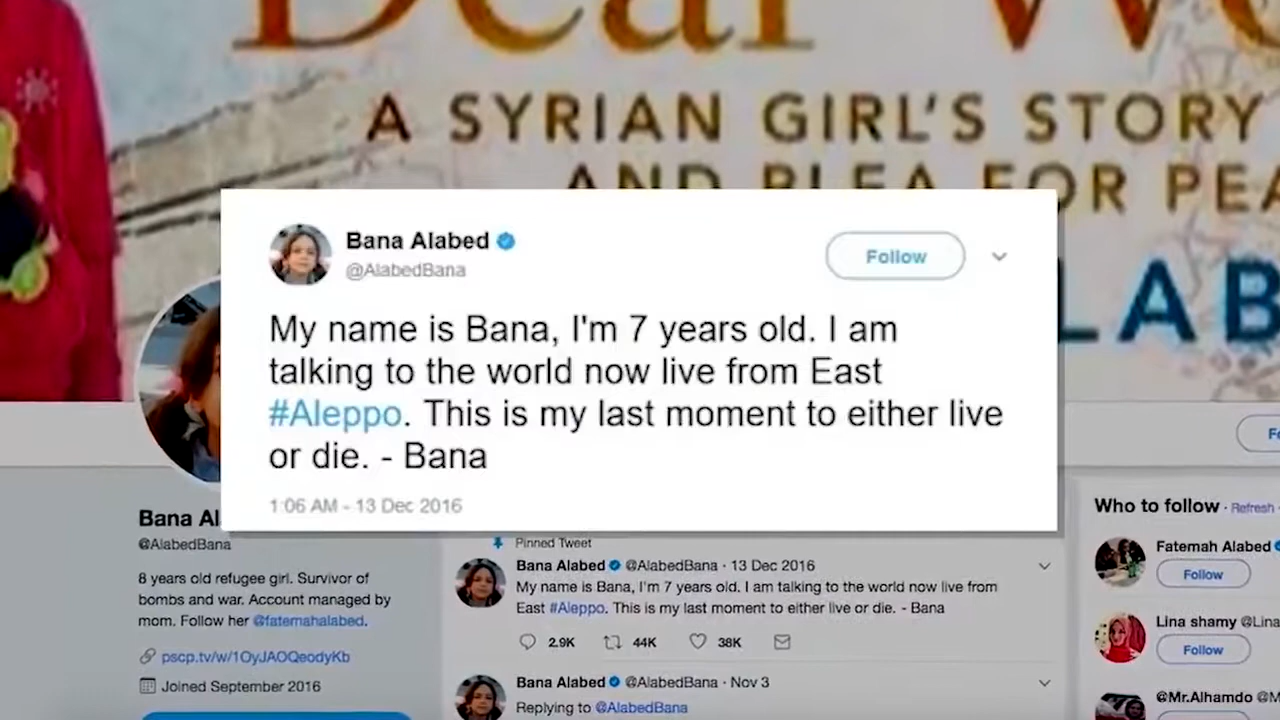 A SYRIAN GIRL'S STORY
AND PLEA FOR
Bana Alabed
@AlabedBana
Follow
My name is Bana, I'm 7 years old. I am
talking to the world now live from East
#Aleppo. This is my last moment to either live
or die. - Bana
1:06 AM - 13 Dec 2016
Bana
@AlabedBana
8 years old refugee girl. Survivor of
bombs and war. Account managed by
mom. Follow her @fatemahalabed.
pscp.tv/w/1OyJAOQeodyKb
Joined September 2016
Pinned Tweet
Bana Alabed @AlabedBana · 13 Dec 2016
My name is Bana, I'm 7 years old. I am talking to the world now live from
East #Aleppo. This is my last moment to either live or die. - Bana
2.9K 44K 38K
Bana Alabed @AlabedBana · Nov 3
Replying to @AlabedBana
Who to follow · Refresh
Fatemah Alabed
Follow
Lina shamy @Lina
Follow
@Mr.Alhamdo